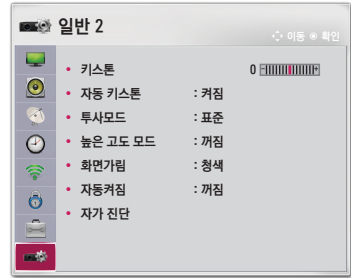 일반 2
이동 ◉ 확인
키스톤 0
자동 키스톤 : 켜짐
투사모드 : 표준
높은 고도 모드 : 꺼짐
화면가림 : 청색
자동켜짐 : 꺼짐
자가 진단